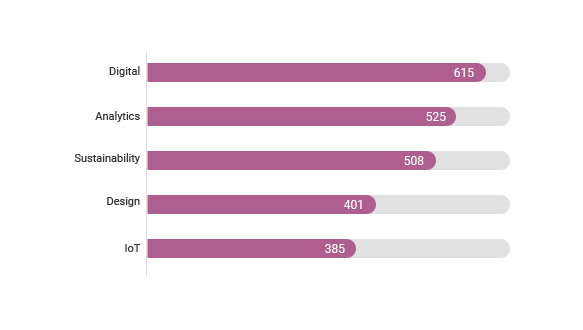 Digital 615
Analytics 525
Sustainability 508
Design 401
IoT 385